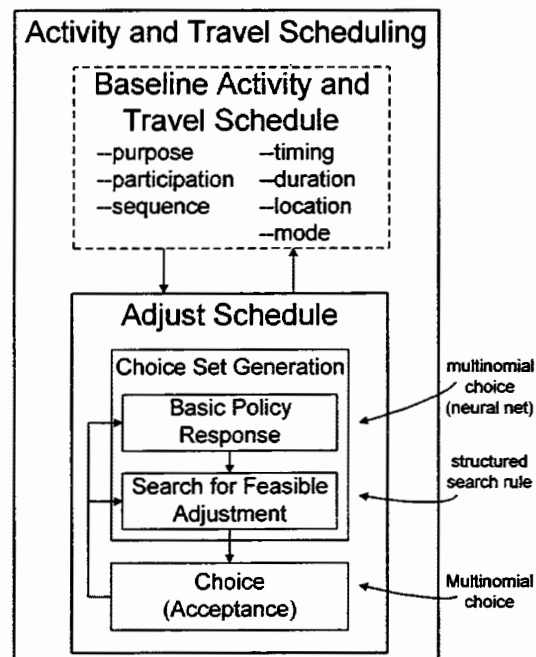 Activity and Travel Scheduling
Baseline Activity and
Travel Schedule
--purpose
--participation
--sequence
--timing
--duration
--location
--mode
Adjust Schedule
Choice Set Generation
Basic Policy
Response
multinomial
choice
(neural net)
Search for Feasible
Adjustment
structured
search rule
Choice
(Acceptance)
Multinomial
choice